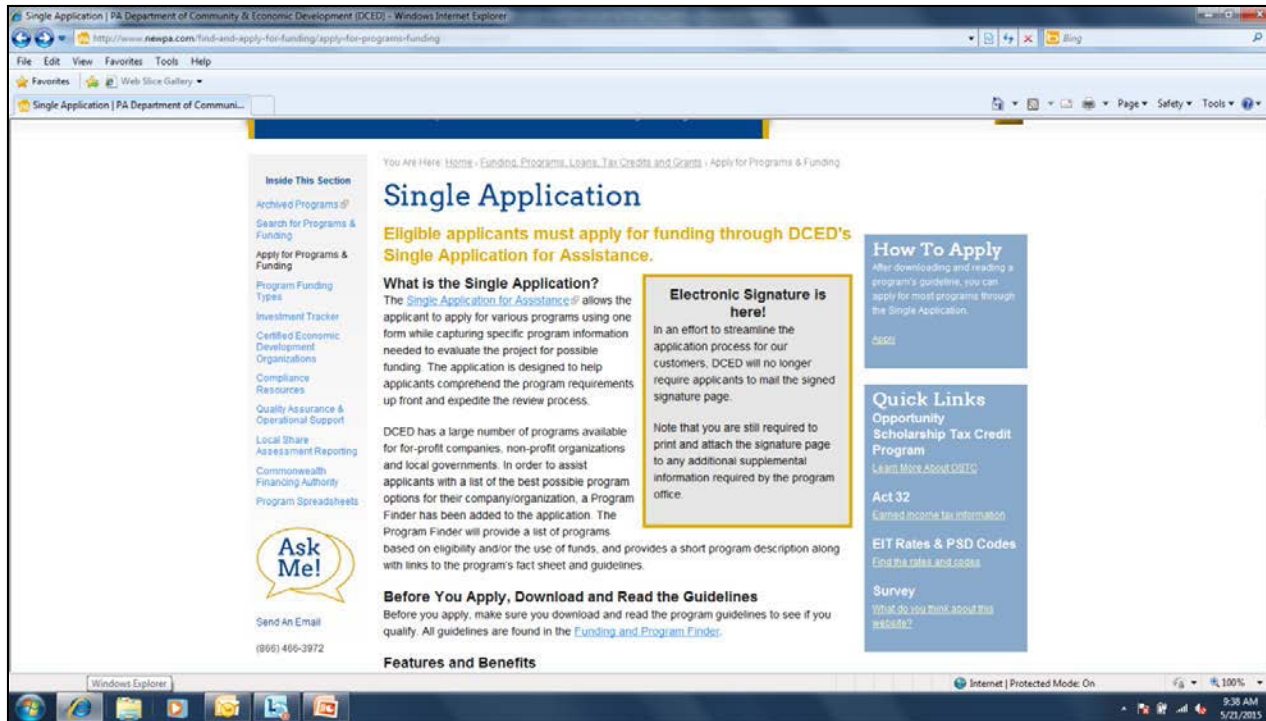 Single Application | PA Department of Community & Economic Development (DCED) - Windows Internet Explorer
http://www.newpa.com/find-and-apply-for-funding/apply-for-programs-funding
Bing
File Edit View Favorites Tools Help
Favorites Web Slice Gallery
Single Application | PA Department of Communi...
Page Safety Tools
You Are Here: Home › Funding, Programs, Loans, Tax Credits and Grants › Apply for Programs & Funding
Inside This Section
Archived Programs
Search for Programs &
Funding
Apply for Programs &
Funding
Program Funding
Types
Investment Tracker
Certified Economic
Development
Organizations
Compliance
Resources
Quality Assurance &
Operational Support
Local Share
Assessment Reporting
Commonwealth
Financing Authority
Program Spreadsheets
Ask
Me!
Send An Email
(866) 466-3972
Single Application
Eligible applicants must apply for funding through DCED's
Single Application for Assistance.
What is the Single Application?
The Single Application for Assistance allows the
applicant to apply for various programs using one
form while capturing specific program information
needed to evaluate the project for possible
funding. The application is designed to help
applicants comprehend the program requirements
up front and expedite the review process.
DCED has a large number of programs available
for for-profit companies, non-profit organizations
and local governments. In order to assist
applicants with a list of the best possible program
options for their company/organization, a Program
Finder has been added to the application. The
Program Finder will provide a list of programs
based on eligibility and/or the use of funds, and provides a short program description along
with links to the program's fact sheet and guidelines.
Electronic Signature is
here!
In an effort to streamline the
application process for our
customers, DCED will no longer
require applicants to mail the signed
signature page.
Note that you are still required to
print and attach the signature page
to any additional supplemental
information required by the program
office.
Before You Apply, Download and Read the Guidelines
Before you apply, make sure you download and read the program guidelines to see if you
qualify. All guidelines are found in the Funding and Program Finder.
Features and Benefits
How To Apply
After downloading and reading a
program's guideline, you can
apply for most programs through
the Single Application.
Apply
Quick Links
Opportunity
Scholarship Tax Credit
Program
Learn More About OSTC
Act 32
Earned income tax information
EIT Rates & PSD Codes
Find the rates and codes
Survey
What do you think about this
website?
Windows Explorer
Internet | Protected Mode: On
100%
9:38 AM
5/21/2015